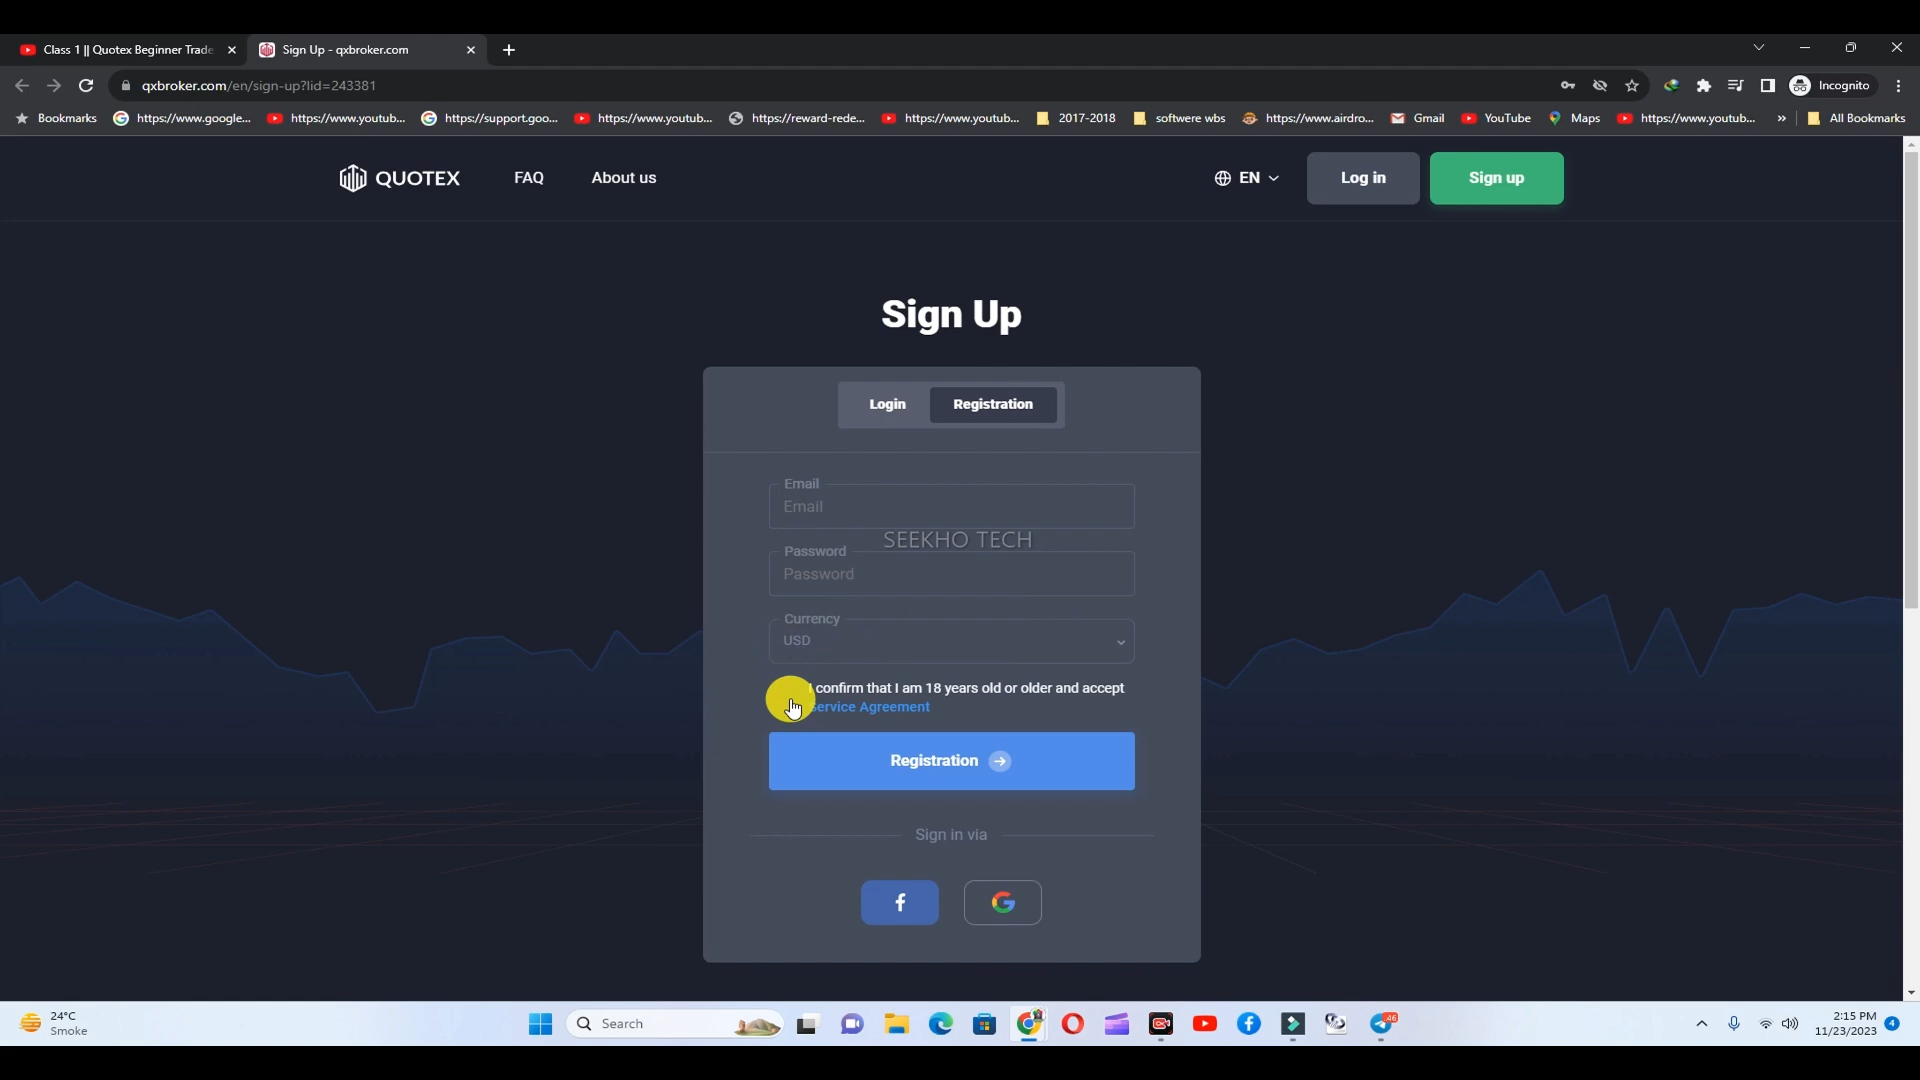 Class 1 || Quotex Beginner Trade
Sign Up - qxbroker.com
qxbroker.com/en/sign-up?lid=243381
Incognito
Bookmarks
https://www.google...
https://www.youtub...
https://support.goo...
https://www.youtub...
https://reward-rede...
https://www.youtub...
2017-2018
softwere wbs
https://www.airdro...
Gmail
YouTube
Maps
https://www.youtub...
All Bookmarks
QUOTEX
FAQ
About us
EN
Log in
Sign up
Sign Up
Login
Registration
Email
Email
SEEKHO TECH
Password
Password
Currency
USD
I confirm that I am 18 years old or older and accept
Service Agreement
Registration
Sign in via
24°C
Smoke
Search
46
2:15 PM
11/23/2023
4